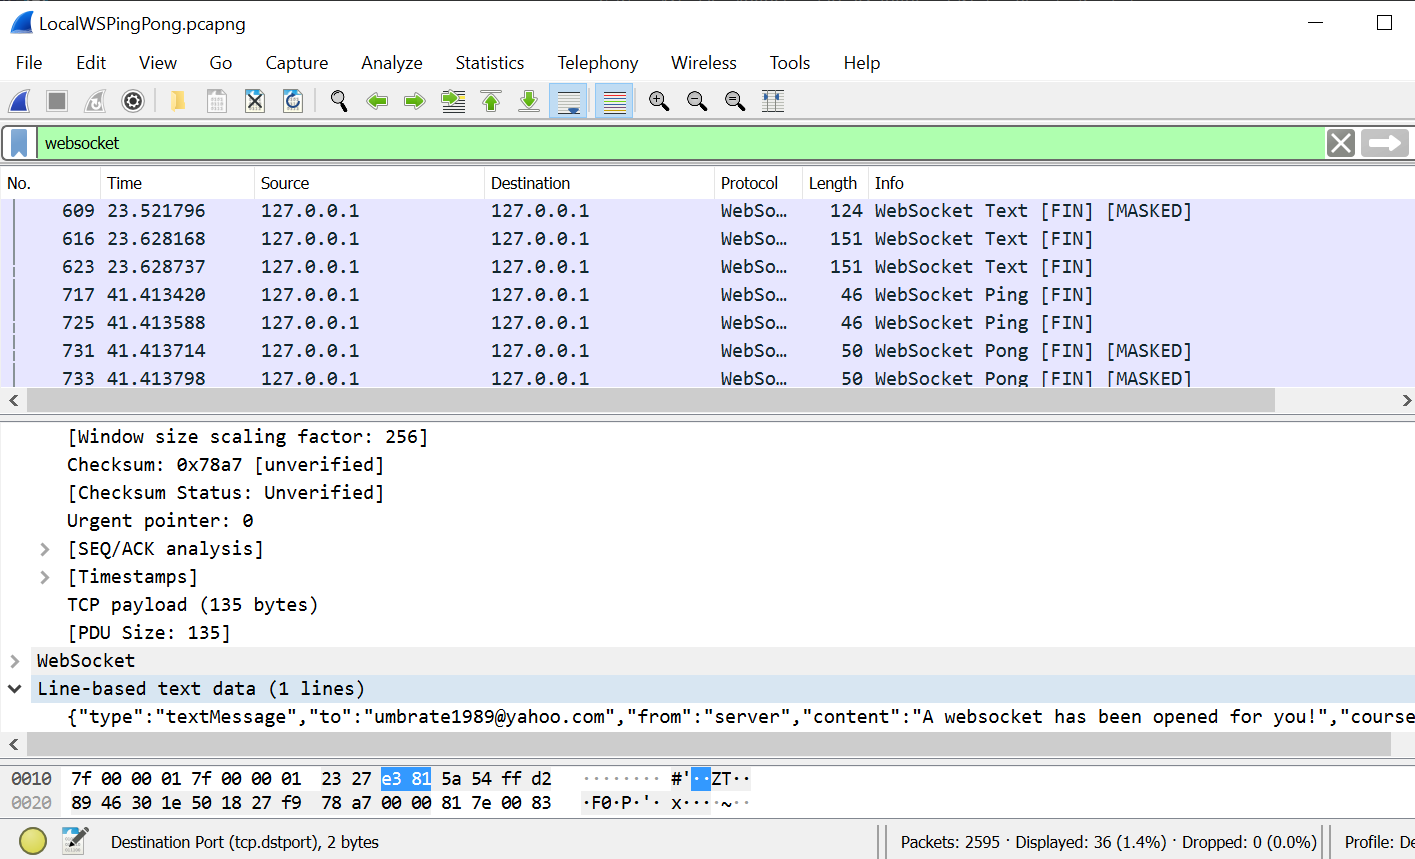 LocalWSPingPong.pcapng
File Edit View Go Capture Analyze Statistics Telephony Wireless Tools Help
websocket
No. Time Source Destination Protocol Length Info
609 23.521796 127.0.0.1 127.0.0.1 WebSo… 124 WebSocket Text [FIN] [MASKED]
616 23.628168 127.0.0.1 127.0.0.1 WebSo… 151 WebSocket Text [FIN]
623 23.628737 127.0.0.1 127.0.0.1 WebSo… 151 WebSocket Text [FIN]
717 41.413420 127.0.0.1 127.0.0.1 WebSo… 46 WebSocket Ping [FIN]
725 41.413588 127.0.0.1 127.0.0.1 WebSo… 46 WebSocket Ping [FIN]
731 41.413714 127.0.0.1 127.0.0.1 WebSo… 50 WebSocket Pong [FIN] [MASKED]
733 41.413798 127.0.0.1 127.0.0.1 WebSo… 50 WebSocket Pong [FIN] [MASKED]
[Window size scaling factor: 256]
Checksum: 0x78a7 [unverified]
[Checksum Status: Unverified]
Urgent pointer: 0
[SEQ/ACK analysis]
[Timestamps]
TCP payload (135 bytes)
[PDU Size: 135]
WebSocket
Line-based text data (1 lines)
{"type":"textMessage","to":"umbrate1989@yahoo.com","from":"server","content":"A websocket has been opened for you!","course
0010 7f 00 00 01 7f 00 00 01 23 27 e3 81 5a 54 ff d2 ········ #'··ZT··
0020 89 46 30 1e 50 18 27 f9 78 a7 00 00 81 7e 00 83 ·F0·P·'· x····~··
Destination Port (tcp.dstport), 2 bytes Packets: 2595 · Displayed: 36 (1.4%) · Dropped: 0 (0.0%) Profile: De